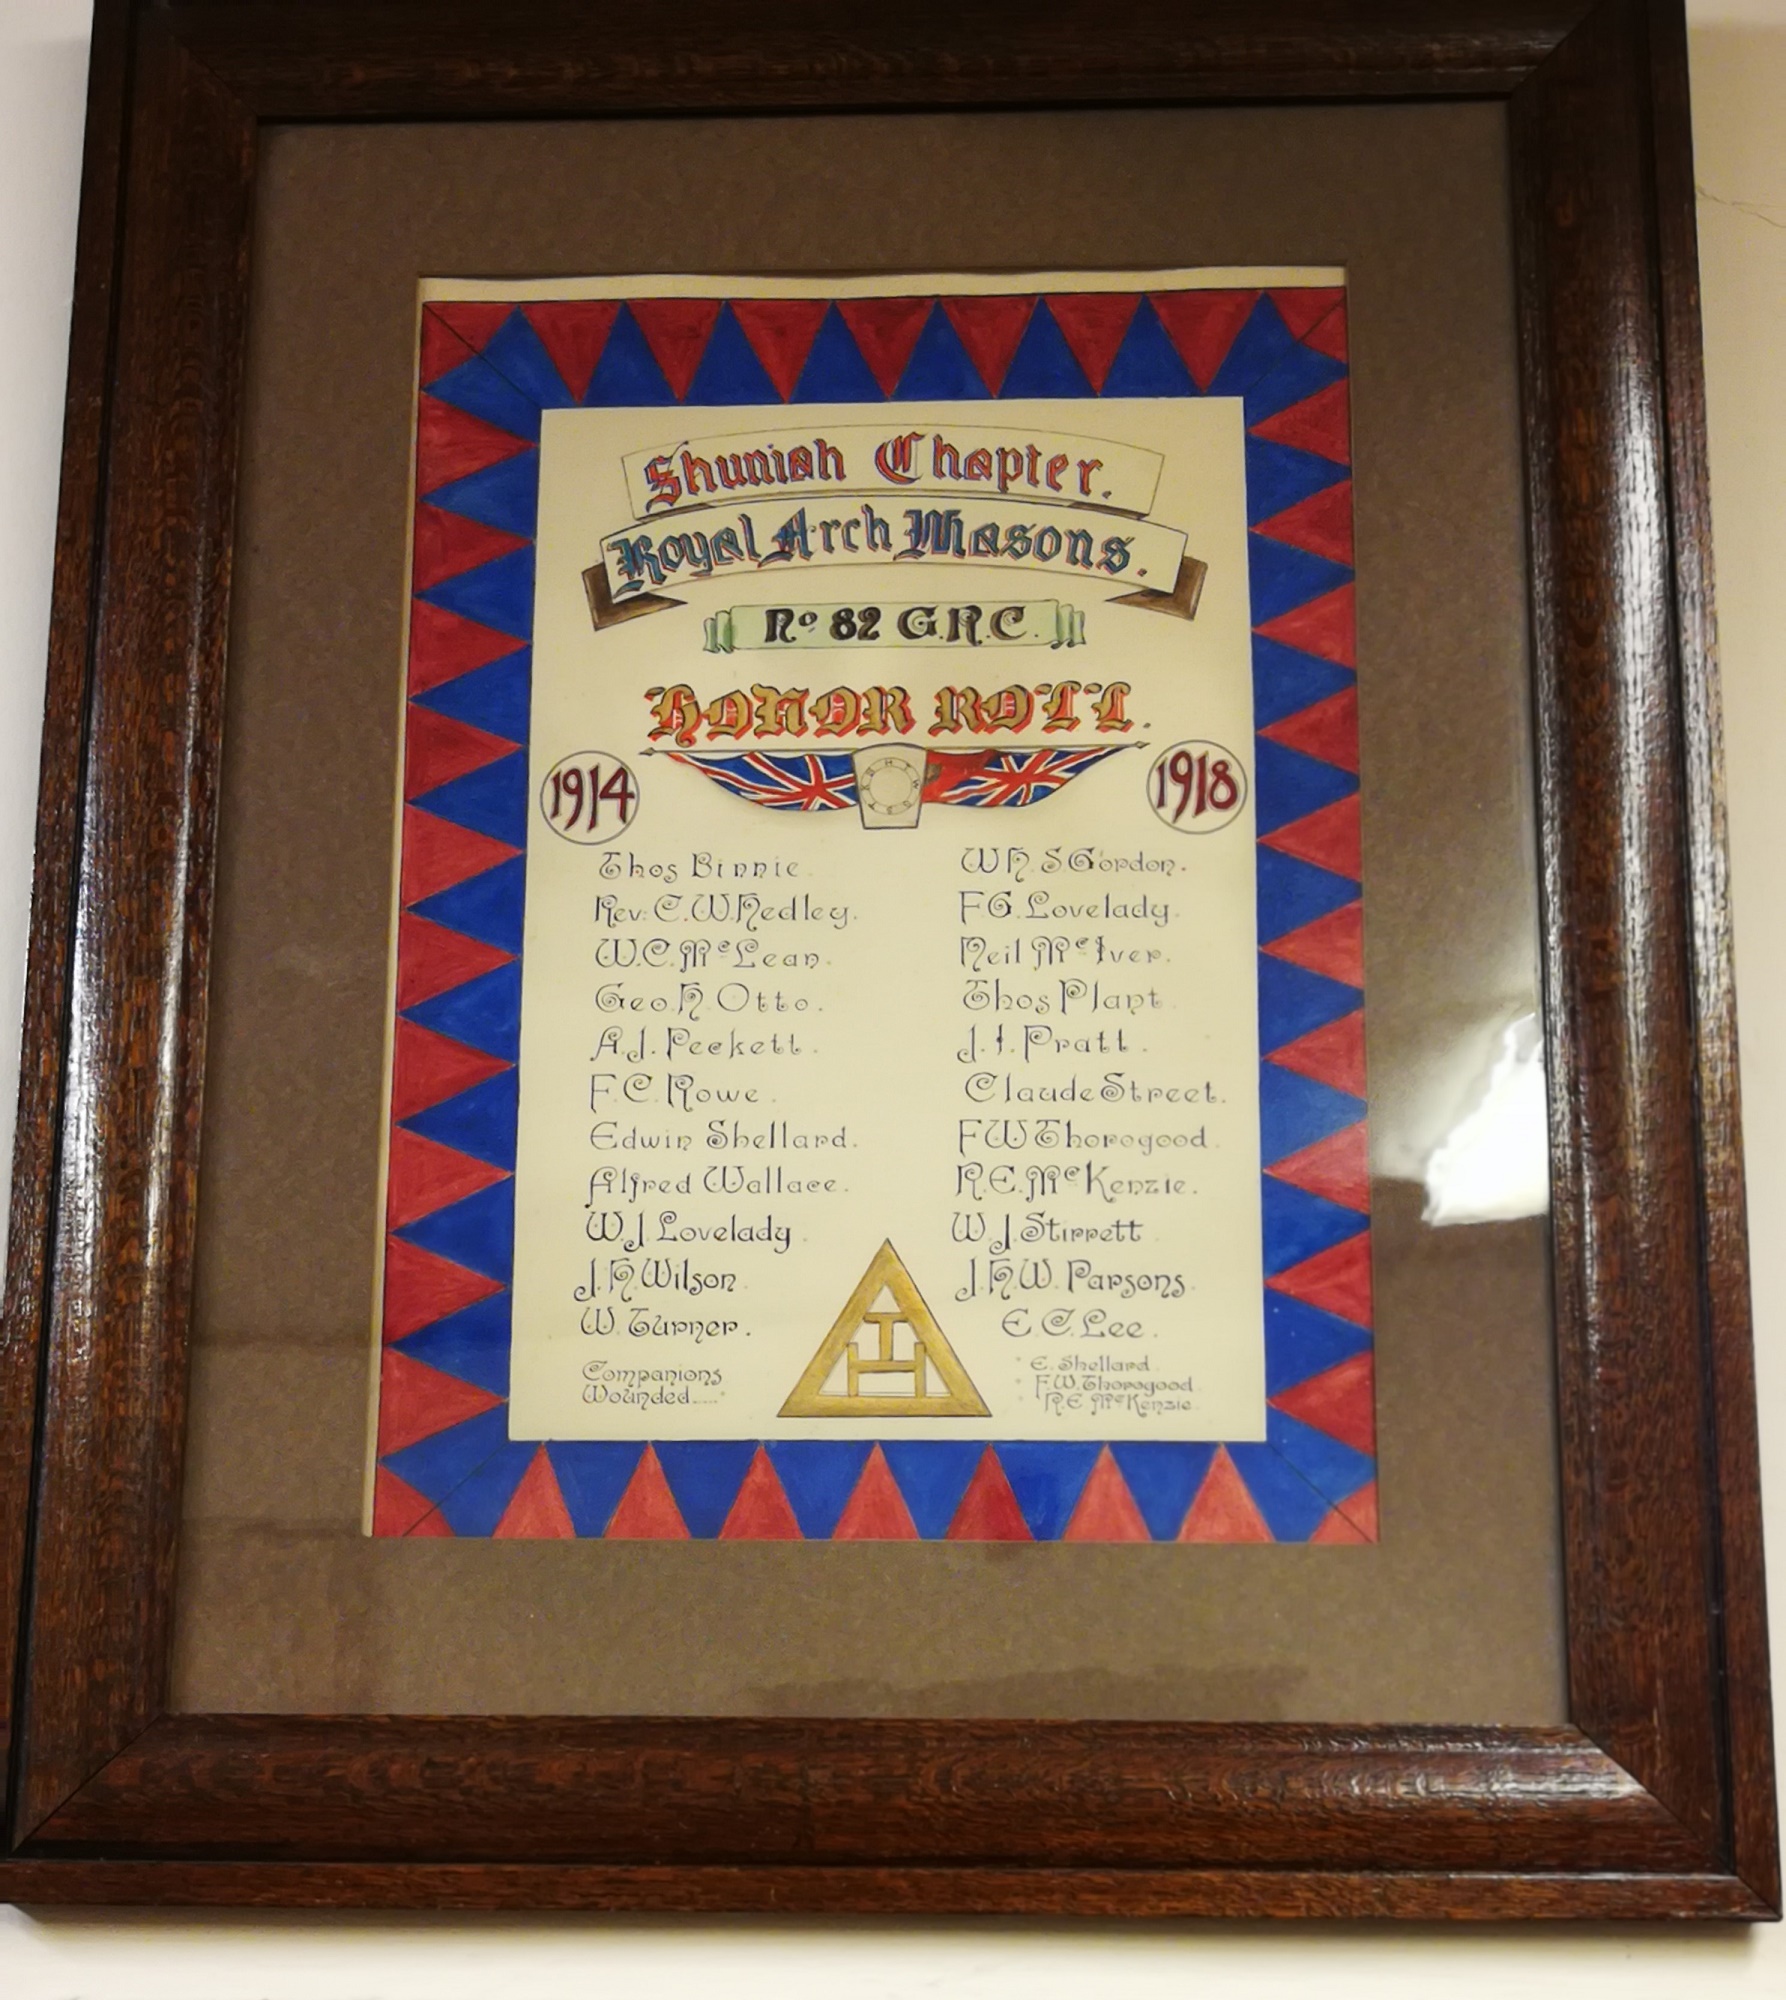 Shuniah Chapter.
Royal Arch Masons.
No 82 G.R.C.
HONOR ROLL.
1914
HTWSSTKS
1918
Thos Binnie.
Rev: C. W. Hedley.
W. C. McLean.
Geo. H. Otto.
A. J. Peckett.
F. C. Rowe.
Edwin Shellard.
Alfred Wallace.
W. J. Lovelady.
J. H. Wilson.
W. Turner.
W H S Gordon.
F G. Lovelady.
Neil McIver.
Thos Plant.
J. I. Pratt.
Claude Street.
F W Thorogood.
R. E. McKenzie.
W. J. Stirrett
J. H. W. Parsons.
E. C. Lee.
Companions
Wounded.....
E. Shellard.
F. W. Thorogood.
R E McKenzie.